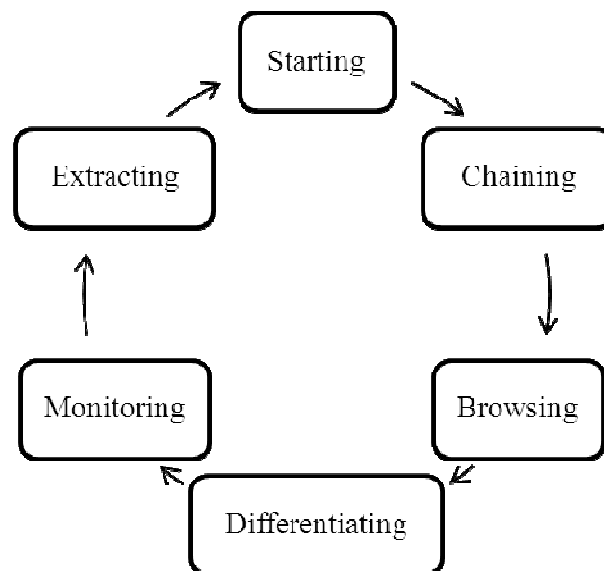 Starting
Chaining
Browsing
Differentiating
Monitoring
Extracting